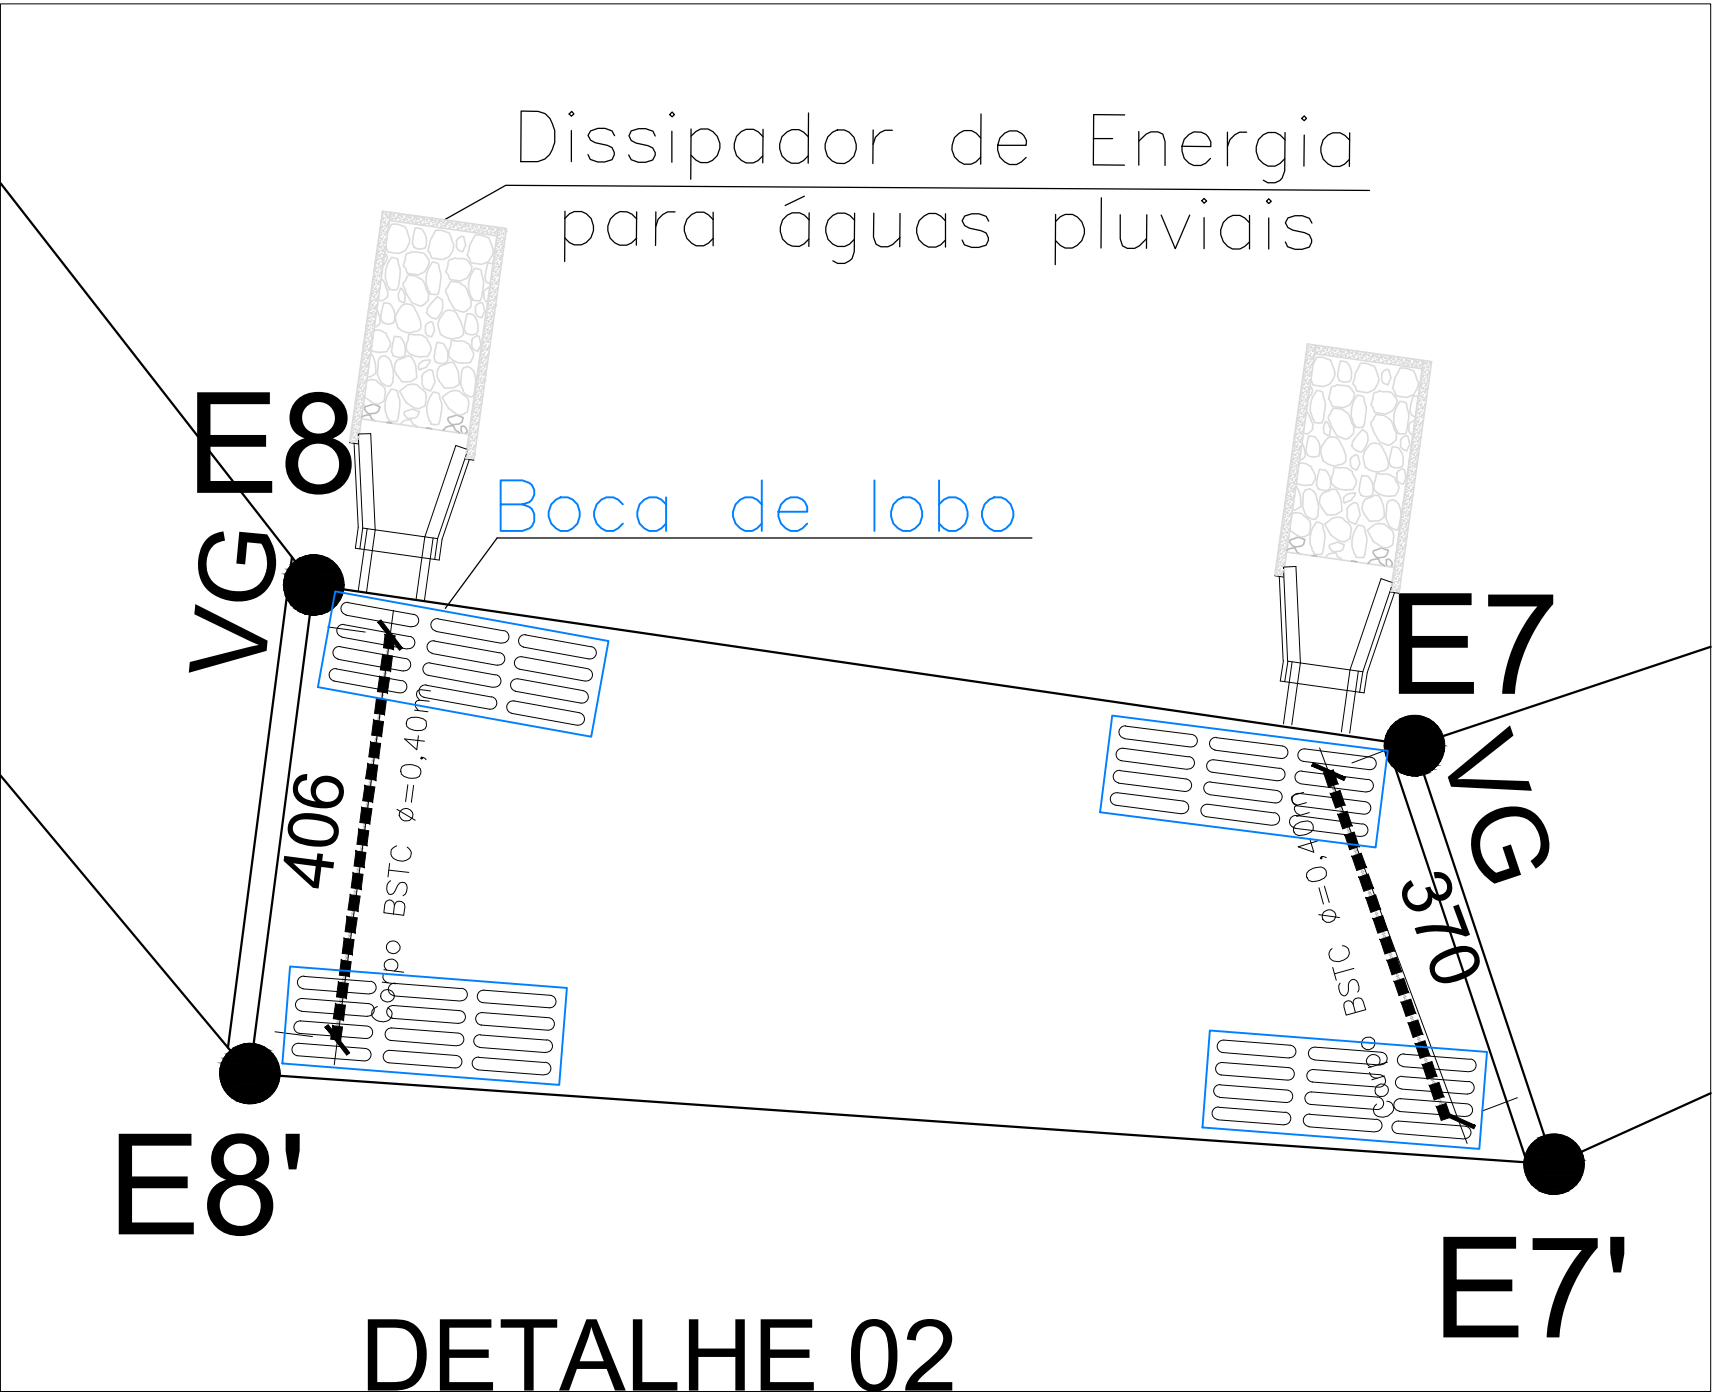 Dissipador de Energia
para águas pluviais
E8
VG
Boca de lobo
E7
VG
406
Corpo BSTC ø=0,40m
370
Corpo BSTC ø=0,40m
E8'
E7'
DETALHE 02